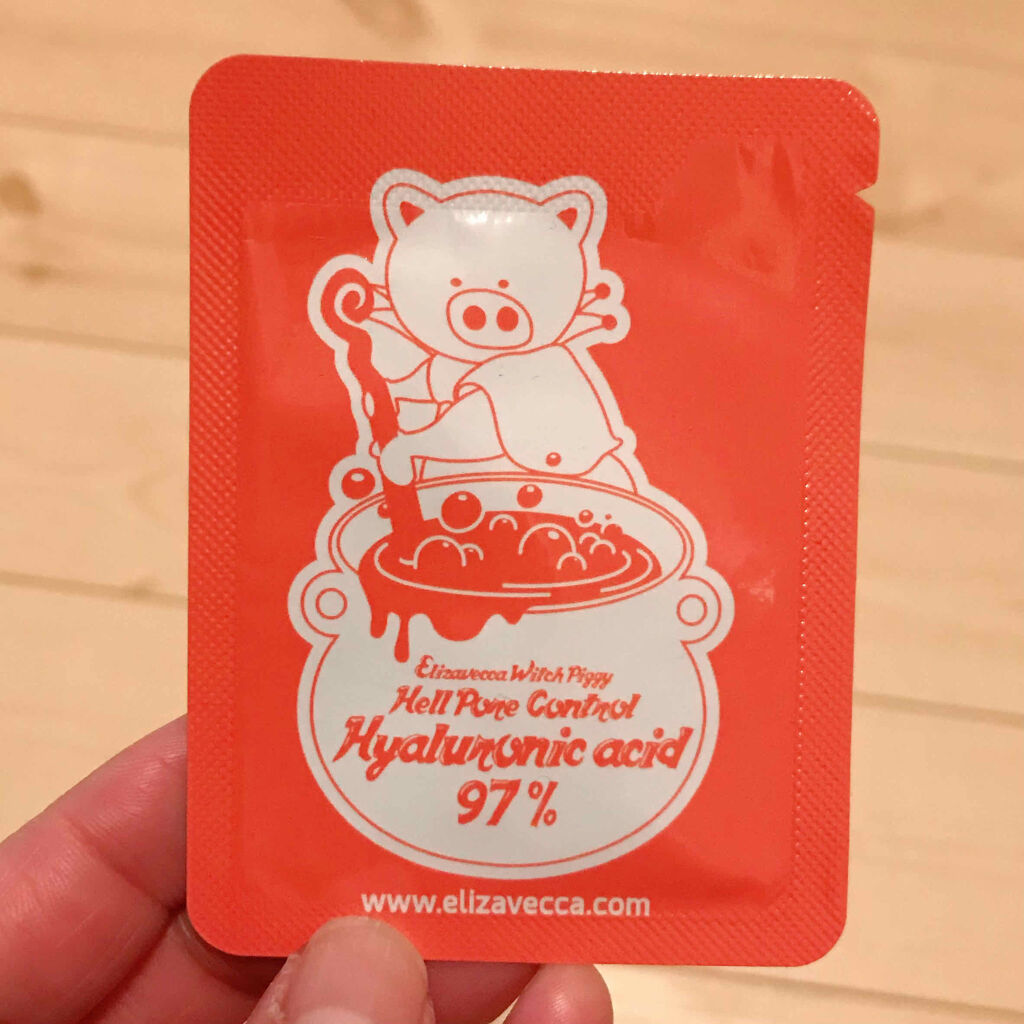 Elizavecca Witch Piggy
Hell Pore Control
Hyaluronic acid
97%
www.elizavecca.com